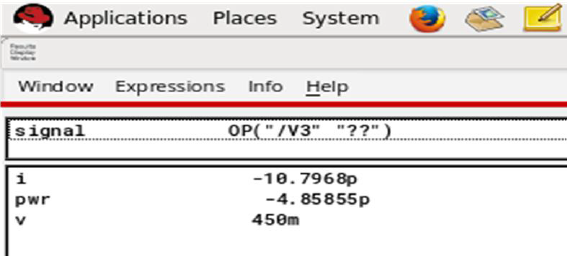 Applications Places System
Results Display Window
Window Expressions Info Help
signal OP("/V3" "??")
i -10.7968p
pwr -4.85855p
v 450m